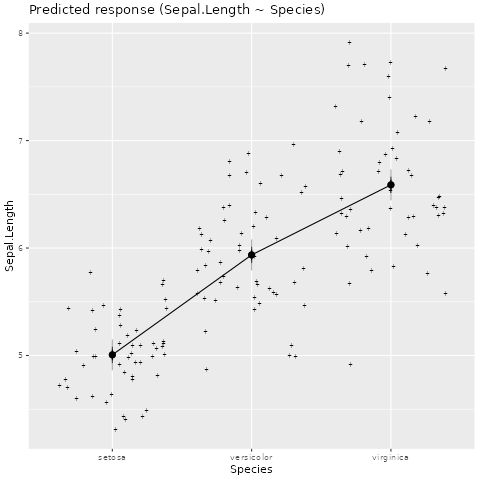 Predicted response (Sepal.Length ~ Species)
8
7
6
5
Sepal.Length
setosa
versicolor
virginica
Species